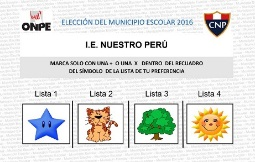 ONPE
ELECCIÓN DEL MUNICIPIO ESCOLAR 2016
CNP
I.E. NUESTRO PERÚ
MARCA SOLO CON UNA + O UNA X DENTRO DEL RECUADRO
DEL SÍMBOLO DE LA LISTA DE TU PREFERENCIA
Lista 1
Lista 2
Lista 3
Lista 4